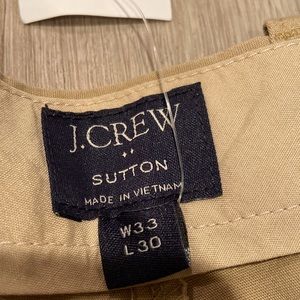 J.CREW
SUTTON
MADE IN VIETNAM
W33
L30